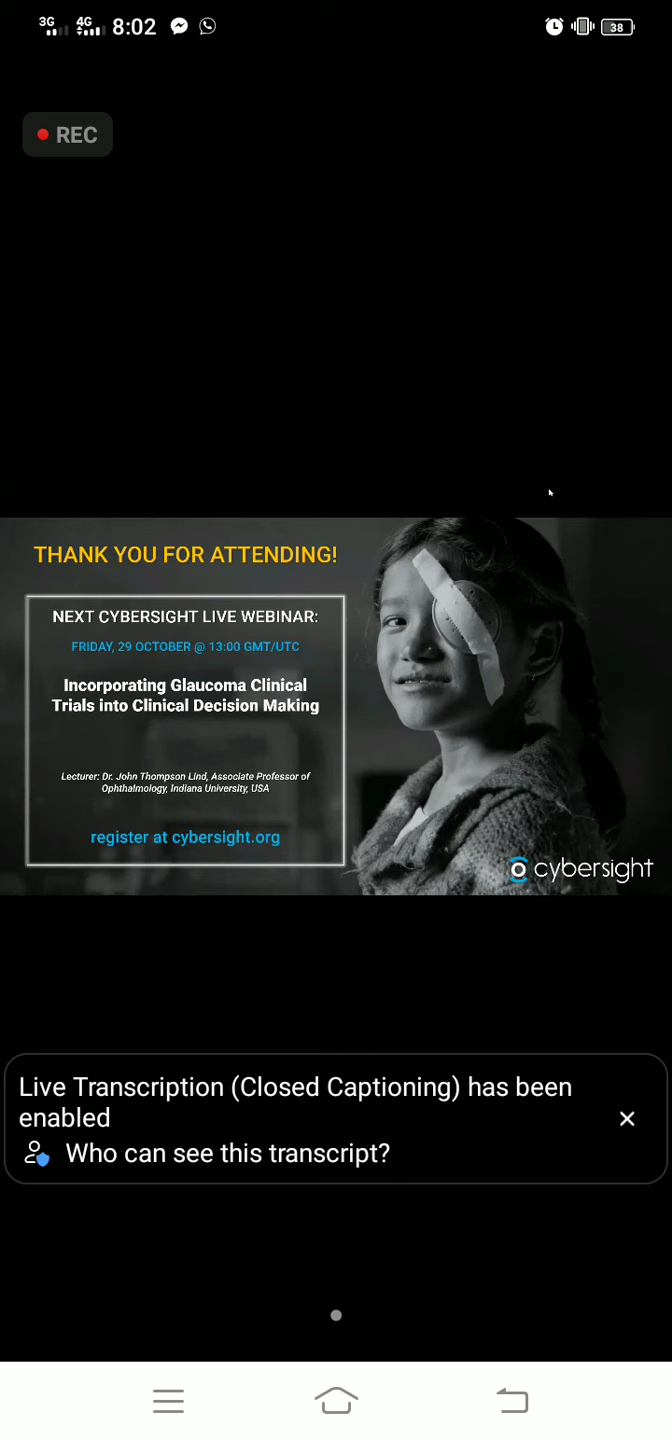 3G 4G 8:02 38
REC
THANK YOU FOR ATTENDING!
NEXT CYBERSIGHT LIVE WEBINAR:
FRIDAY, 29 OCTOBER @ 13:00 GMT/UTC
Incorporating Glaucoma Clinical
Trials into Clinical Decision Making
Lecturer: Dr. John Thompson Lind, Associate Professor of
Ophthalmology, Indiana University, USA
register at cybersight.org
cybersight
Live Transcription (Closed Captioning) has been
enabled
Who can see this transcript?